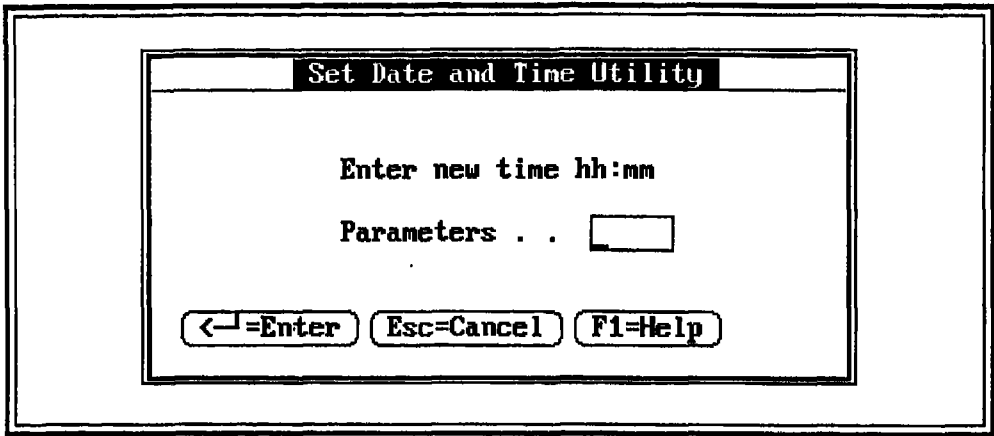 Set Date and Time Utility
Enter new time hh:mm
Parameters . .
<─┘=Enter Esc=Cancel F1=Help